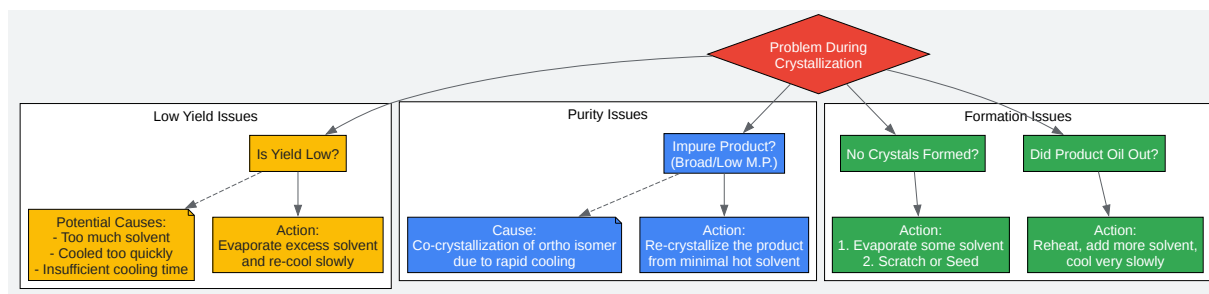 Problem During
Crystallization
Low Yield Issues
Is Yield Low?
Potential Causes:
- Too much solvent
- Cooled too quickly
- Insufficient cooling time
Action:
Evaporate excess solvent
and re-cool slowly
Purity Issues
Impure Product?
(Broad/Low M.P.)
Cause:
Co-crystallization of ortho isomer
due to rapid cooling
Action:
Re-crystallize the product
from minimal hot solvent
Formation Issues
No Crystals Formed?
Did Product Oil Out?
Action:
1. Evaporate some solvent
2. Scratch or Seed
Action:
Reheat, add more solvent,
cool very slowly